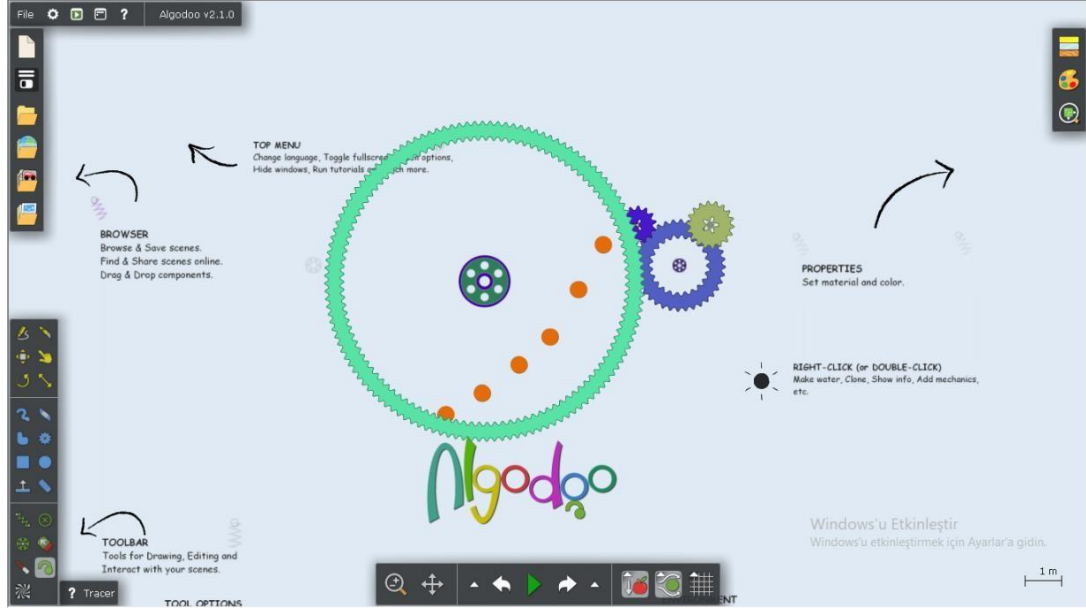 File ? Algodoo v2.1.0
TOP MENU
Change language, Toggle fullscreen options,
Hide windows, Run tutorials more.
BROWSER
Browse & Save scenes.
Find & Share scenes online.
Drag & Drop components.
PROPERTIES
Set material and color.
RIGHT-CLICK (or DOUBLE-CLICK)
Make water, Clone, Show info, Add mechanics,
etc.
Algodoo
Windows'u Etkinleştir
Windows'u etkinleştirmek için Ayarlar'a gidin.
TOOLBAR
Tools for Drawing, Editing and
Interact with your scenes.
1 m
? Tracer
TOOL OPTIONS